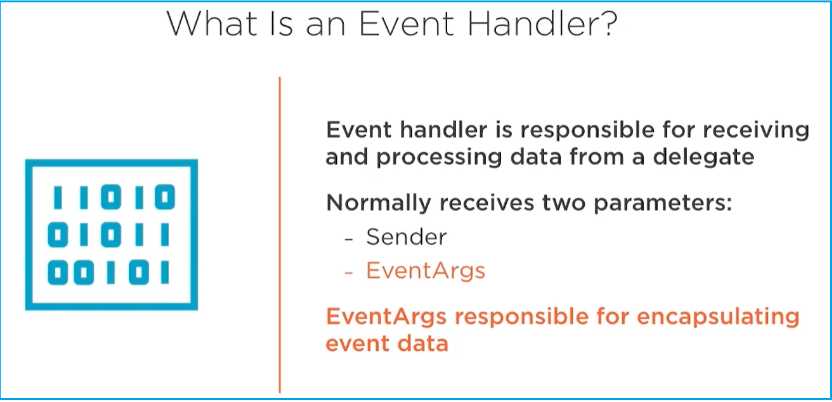 What Is an Event Handler?
11010
01011
00101
Event handler is responsible for receiving
and processing data from a delegate
Normally receives two parameters:
- Sender
- EventArgs
EventArgs responsible for encapsulating
event data